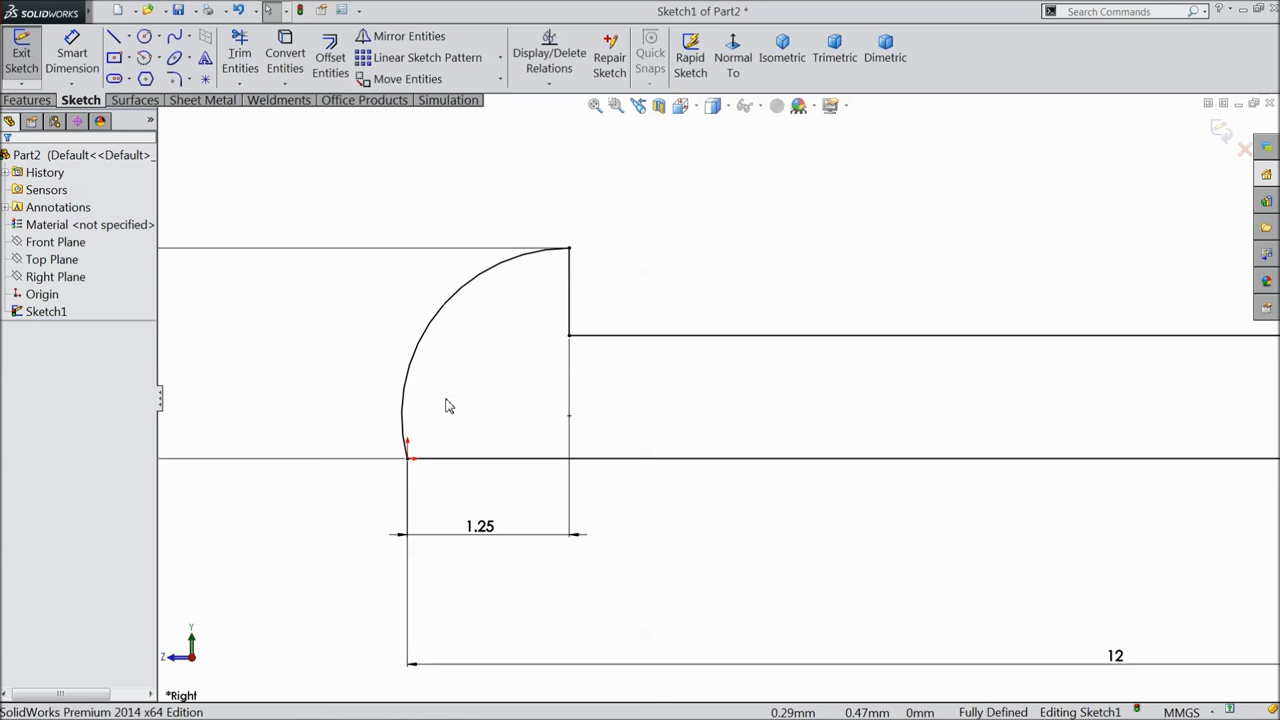 SOLIDWORKS
Sketch1 of Part2 *
Search Commands
Exit Sketch
Smart Dimension
Trim Entities
Convert Entities
Offset Entities
Mirror Entities
Linear Sketch Pattern
Move Entities
Display/Delete Relations
Repair Sketch
Quick Snaps
Rapid Sketch
Normal To
Isometric
Trimetric
Dimetric
Features Sketch Surfaces Sheet Metal Weldments Office Products Simulation
Part2 (Default<<Default>_
History
Sensors
Annotations
Material <not specified>
Front Plane
Top Plane
Right Plane
Origin
Sketch1
1.25
12
Y
Z
*Right
SolidWorks Premium 2014 x64 Edition 0.29mm 0.47mm 0mm Fully Defined Editing Sketch1 MMGS